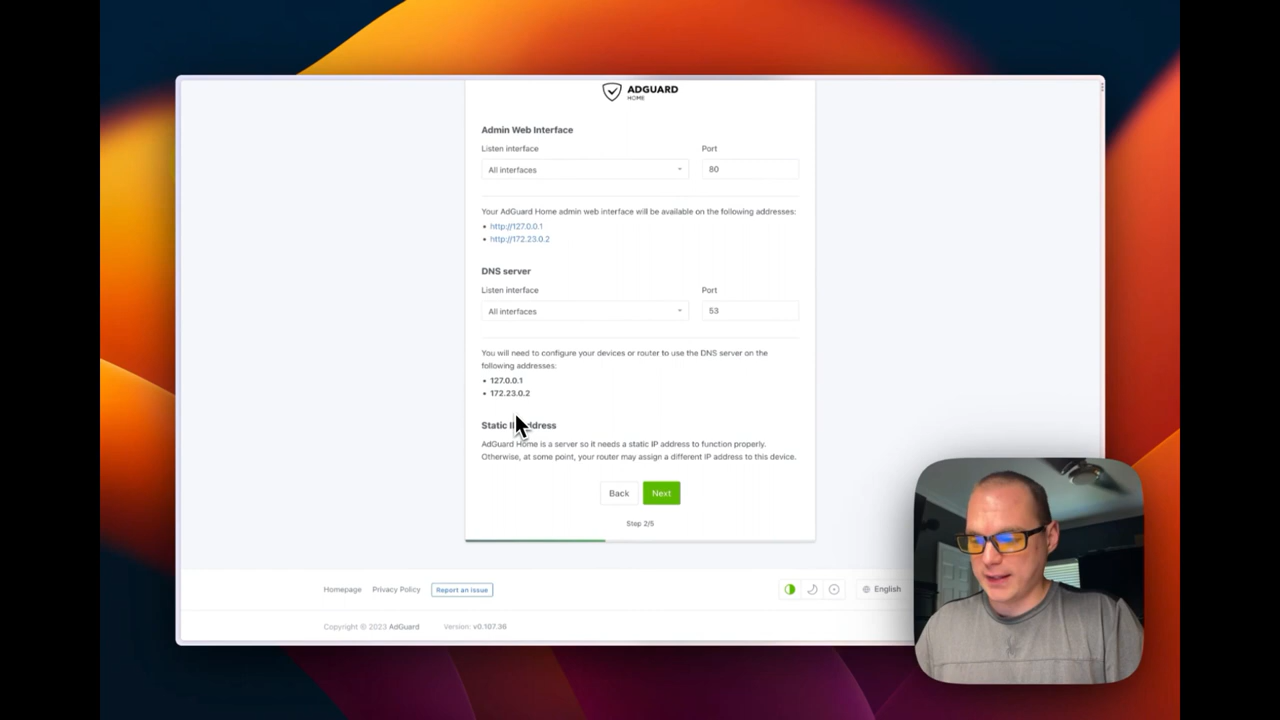 ADGUARD
HOME
Admin Web Interface
Listen interface Port
All interfaces 80
Your AdGuard Home admin web interface will be available on the following addresses:
• http://127.0.0.1
• http://172.23.0.2
DNS server
Listen interface Port
All interfaces 53
You will need to configure your devices or router to use the DNS server on the
following addresses:
• 127.0.0.1
• 172.23.0.2
Static IP Address
AdGuard Home is a server so it needs a static IP address to function properly.
Otherwise, at some point, your router may assign a different IP address to this device.
Back Next
Step 2/5
Homepage Privacy Policy Report an issue English
Copyright © 2023 AdGuard Version: v0.107.36